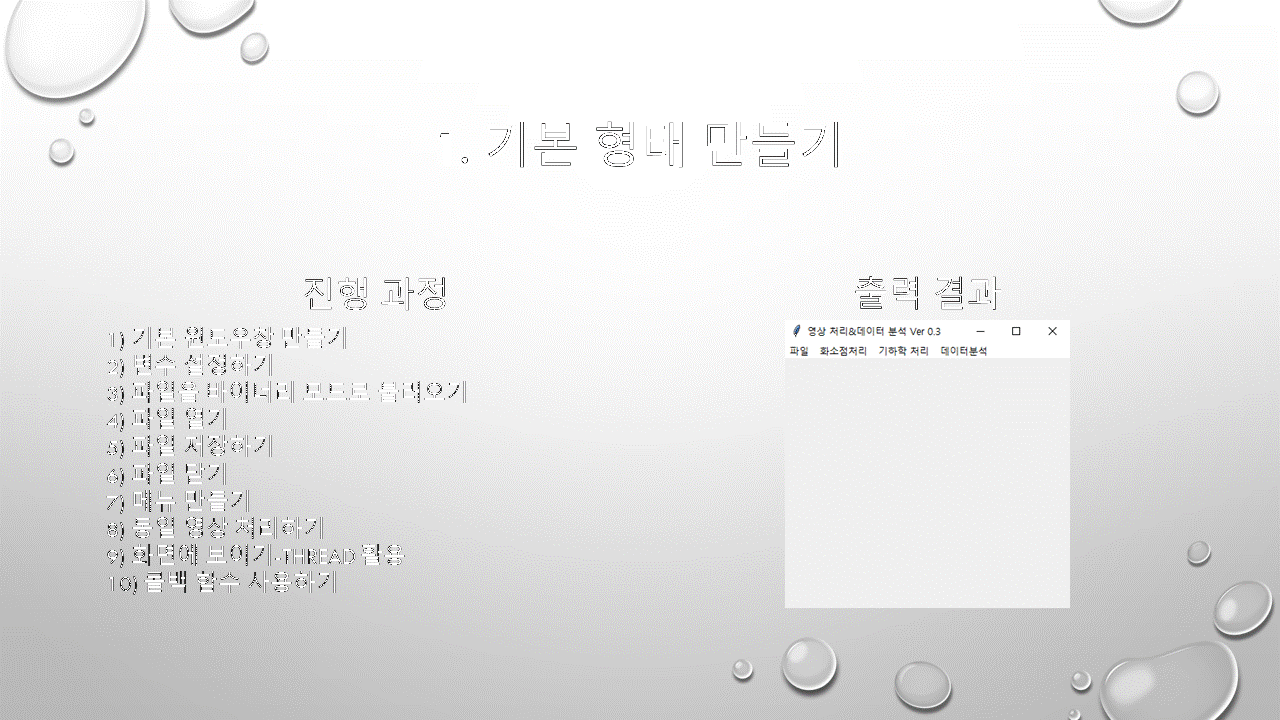 1. 기본 형태 만들기
진행 과정
1) 기본 윈도우창 만들기
2) 변수 설정하기
3) 파일을 바이너리 모드로 불러오기
4) 파일 열기
5) 파일 저장하기
6) 파일 닫기
7) 메뉴 만들기
8) 동일 영상 처리하기
9) 화면에 보이기-THREAD 활용
10) 콜백 함수 사용하기
출력 결과
영상 처리&데이터 분석 Ver 0.3
파일 화소점처리 기하학 처리 데이터분석